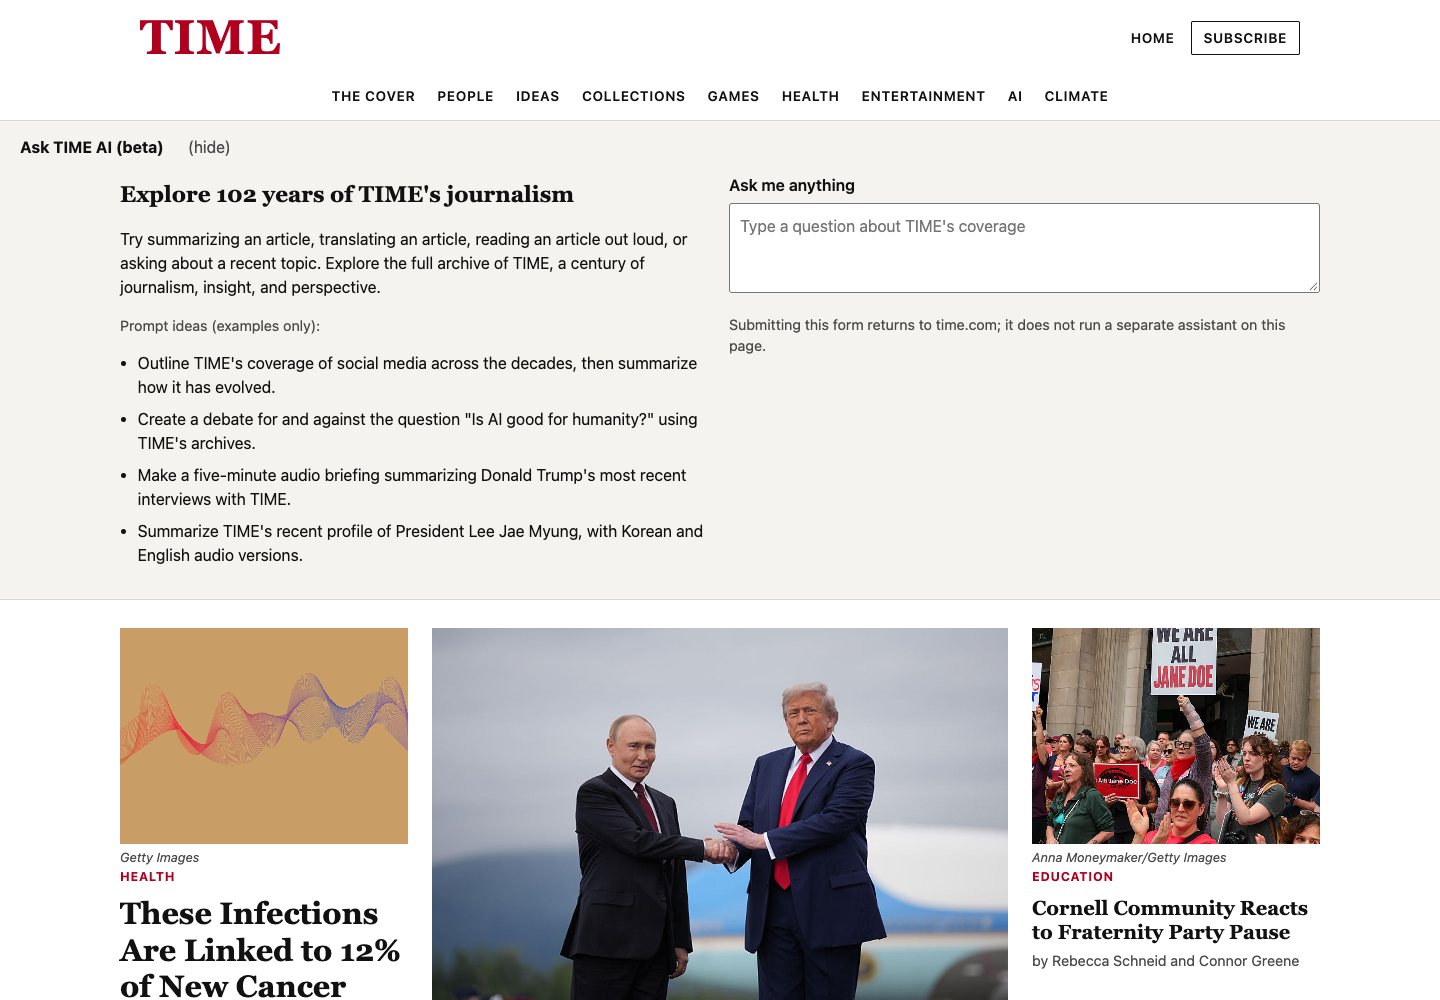 TIME
HOME
SUBSCRIBE
THE COVER
PEOPLE
IDEAS
COLLECTIONS
GAMES
HEALTH
ENTERTAINMENT
AI
CLIMATE
Ask TIME AI (beta)
(hide)
Explore 102 years of TIME's journalism
Try summarizing an article, translating an article, reading an article out loud, or
asking about a recent topic. Explore the full archive of TIME, a century of
journalism, insight, and perspective.
Prompt ideas (examples only):
• Outline TIME's coverage of social media across the decades, then summarize
how it has evolved.
• Create a debate for and against the question "Is AI good for humanity?" using
TIME's archives.
• Make a five-minute audio briefing summarizing Donald Trump's most recent
interviews with TIME.
• Summarize TIME's recent profile of President Lee Jae Myung, with Korean and
English audio versions.
Ask me anything
Type a question about TIME's coverage
Submitting this form returns to time.com; it does not run a separate assistant on this
page.
Getty Images
HEALTH
These Infections
Are Linked to 12%
of New Cancer
WE ARE
ALL
JANE DOE
WE ARE
Anna Moneymaker/Getty Images
EDUCATION
Cornell Community Reacts
to Fraternity Party Pause
by Rebecca Schneid and Connor Greene